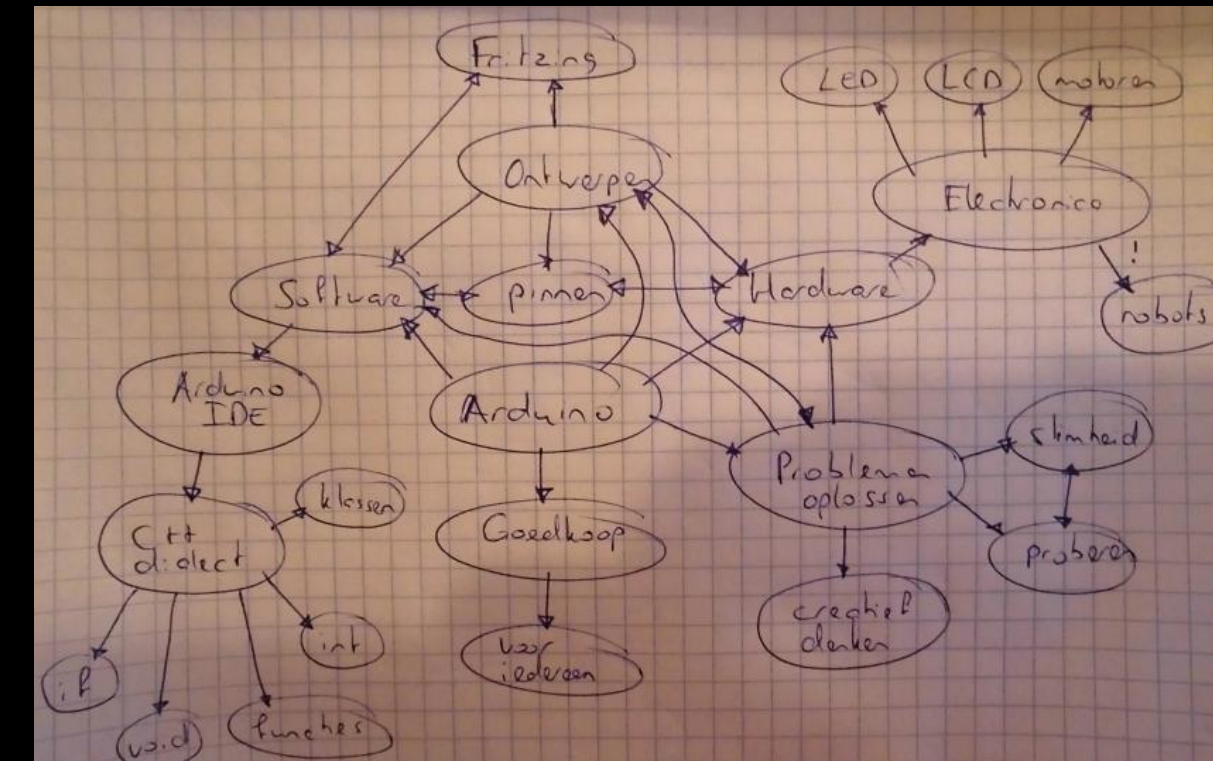 Fritzing
LED
LCD
motoren
Ontwerpen
Electronica
!
Software
pinnen
Hardware
robots
Arduino
IDE
Arduino
Problemen
oplossen
slimheid
klassen
C++
dialect
Goedkoop
proberen
creatief
denken
int
voor
iedereen
if
void
functies